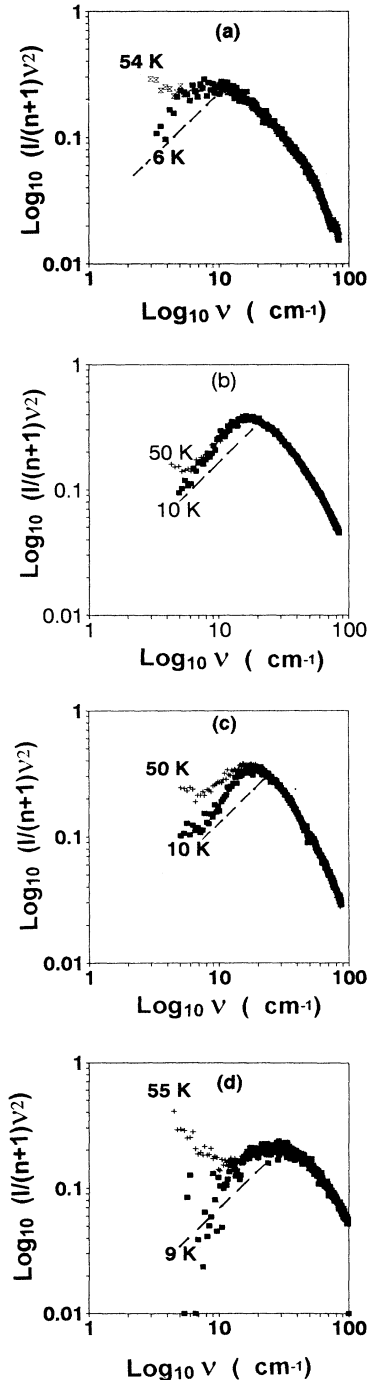 (a)
54 K
6 K
1
0.1
0.01
Log10 (I/(n+1)ν2)
1 10 100
Log10 ν ( cm-1)
(b)
50 K
10 K
1
0.1
0.01
Log10 (I/(n+1)ν2)
1 10 100
Log10 ν ( cm-1)
(c)
50 K
10 K
1
0.1
0.01
Log10 (I/(n+1)ν2)
1 10 100
Log10 ν ( cm-1)
(d)
55 K
9 K
1
0.1
0.01
Log10 (I/(n+1)ν2)
1 10 100
Log10 ν ( cm-1)